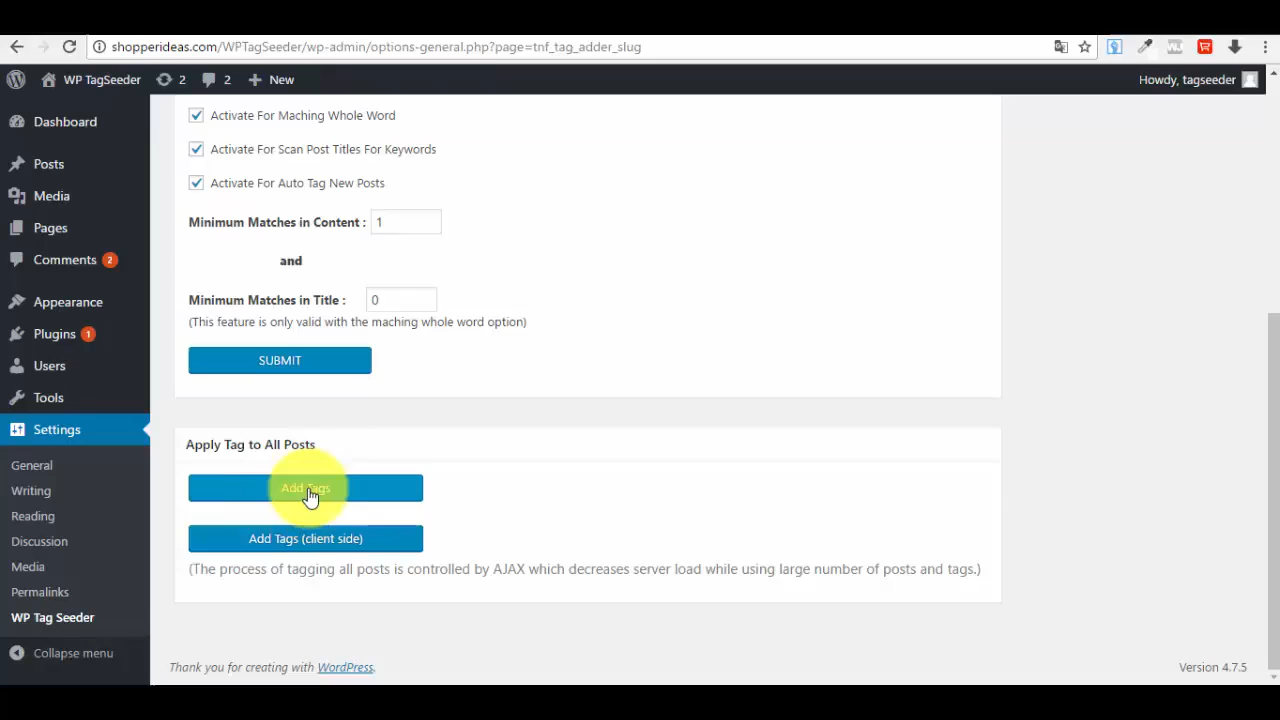 shopperideas.com/WPTagSeeder/wp-admin/options-general.php?page=tnf_tag_adder_slug
WP TagSeeder 2 2 New Howdy, tagseeder
Dashboard
Posts
Media
Pages
Comments 2
Appearance
Plugins 1
Users
Tools
Settings
General
Writing
Reading
Discussion
Media
Permalinks
WP Tag Seeder
Collapse menu
Activate For Maching Whole Word
Activate For Scan Post Titles For Keywords
Activate For Auto Tag New Posts
Minimum Matches in Content : 1
and
Minimum Matches in Title : 0
(This feature is only valid with the maching whole word option)
SUBMIT
Apply Tag to All Posts
Add Tags
Add Tags (client side)
(The process of tagging all posts is controlled by AJAX which decreases server load while using large number of posts and tags.)
Thank you for creating with WordPress. Version 4.7.5